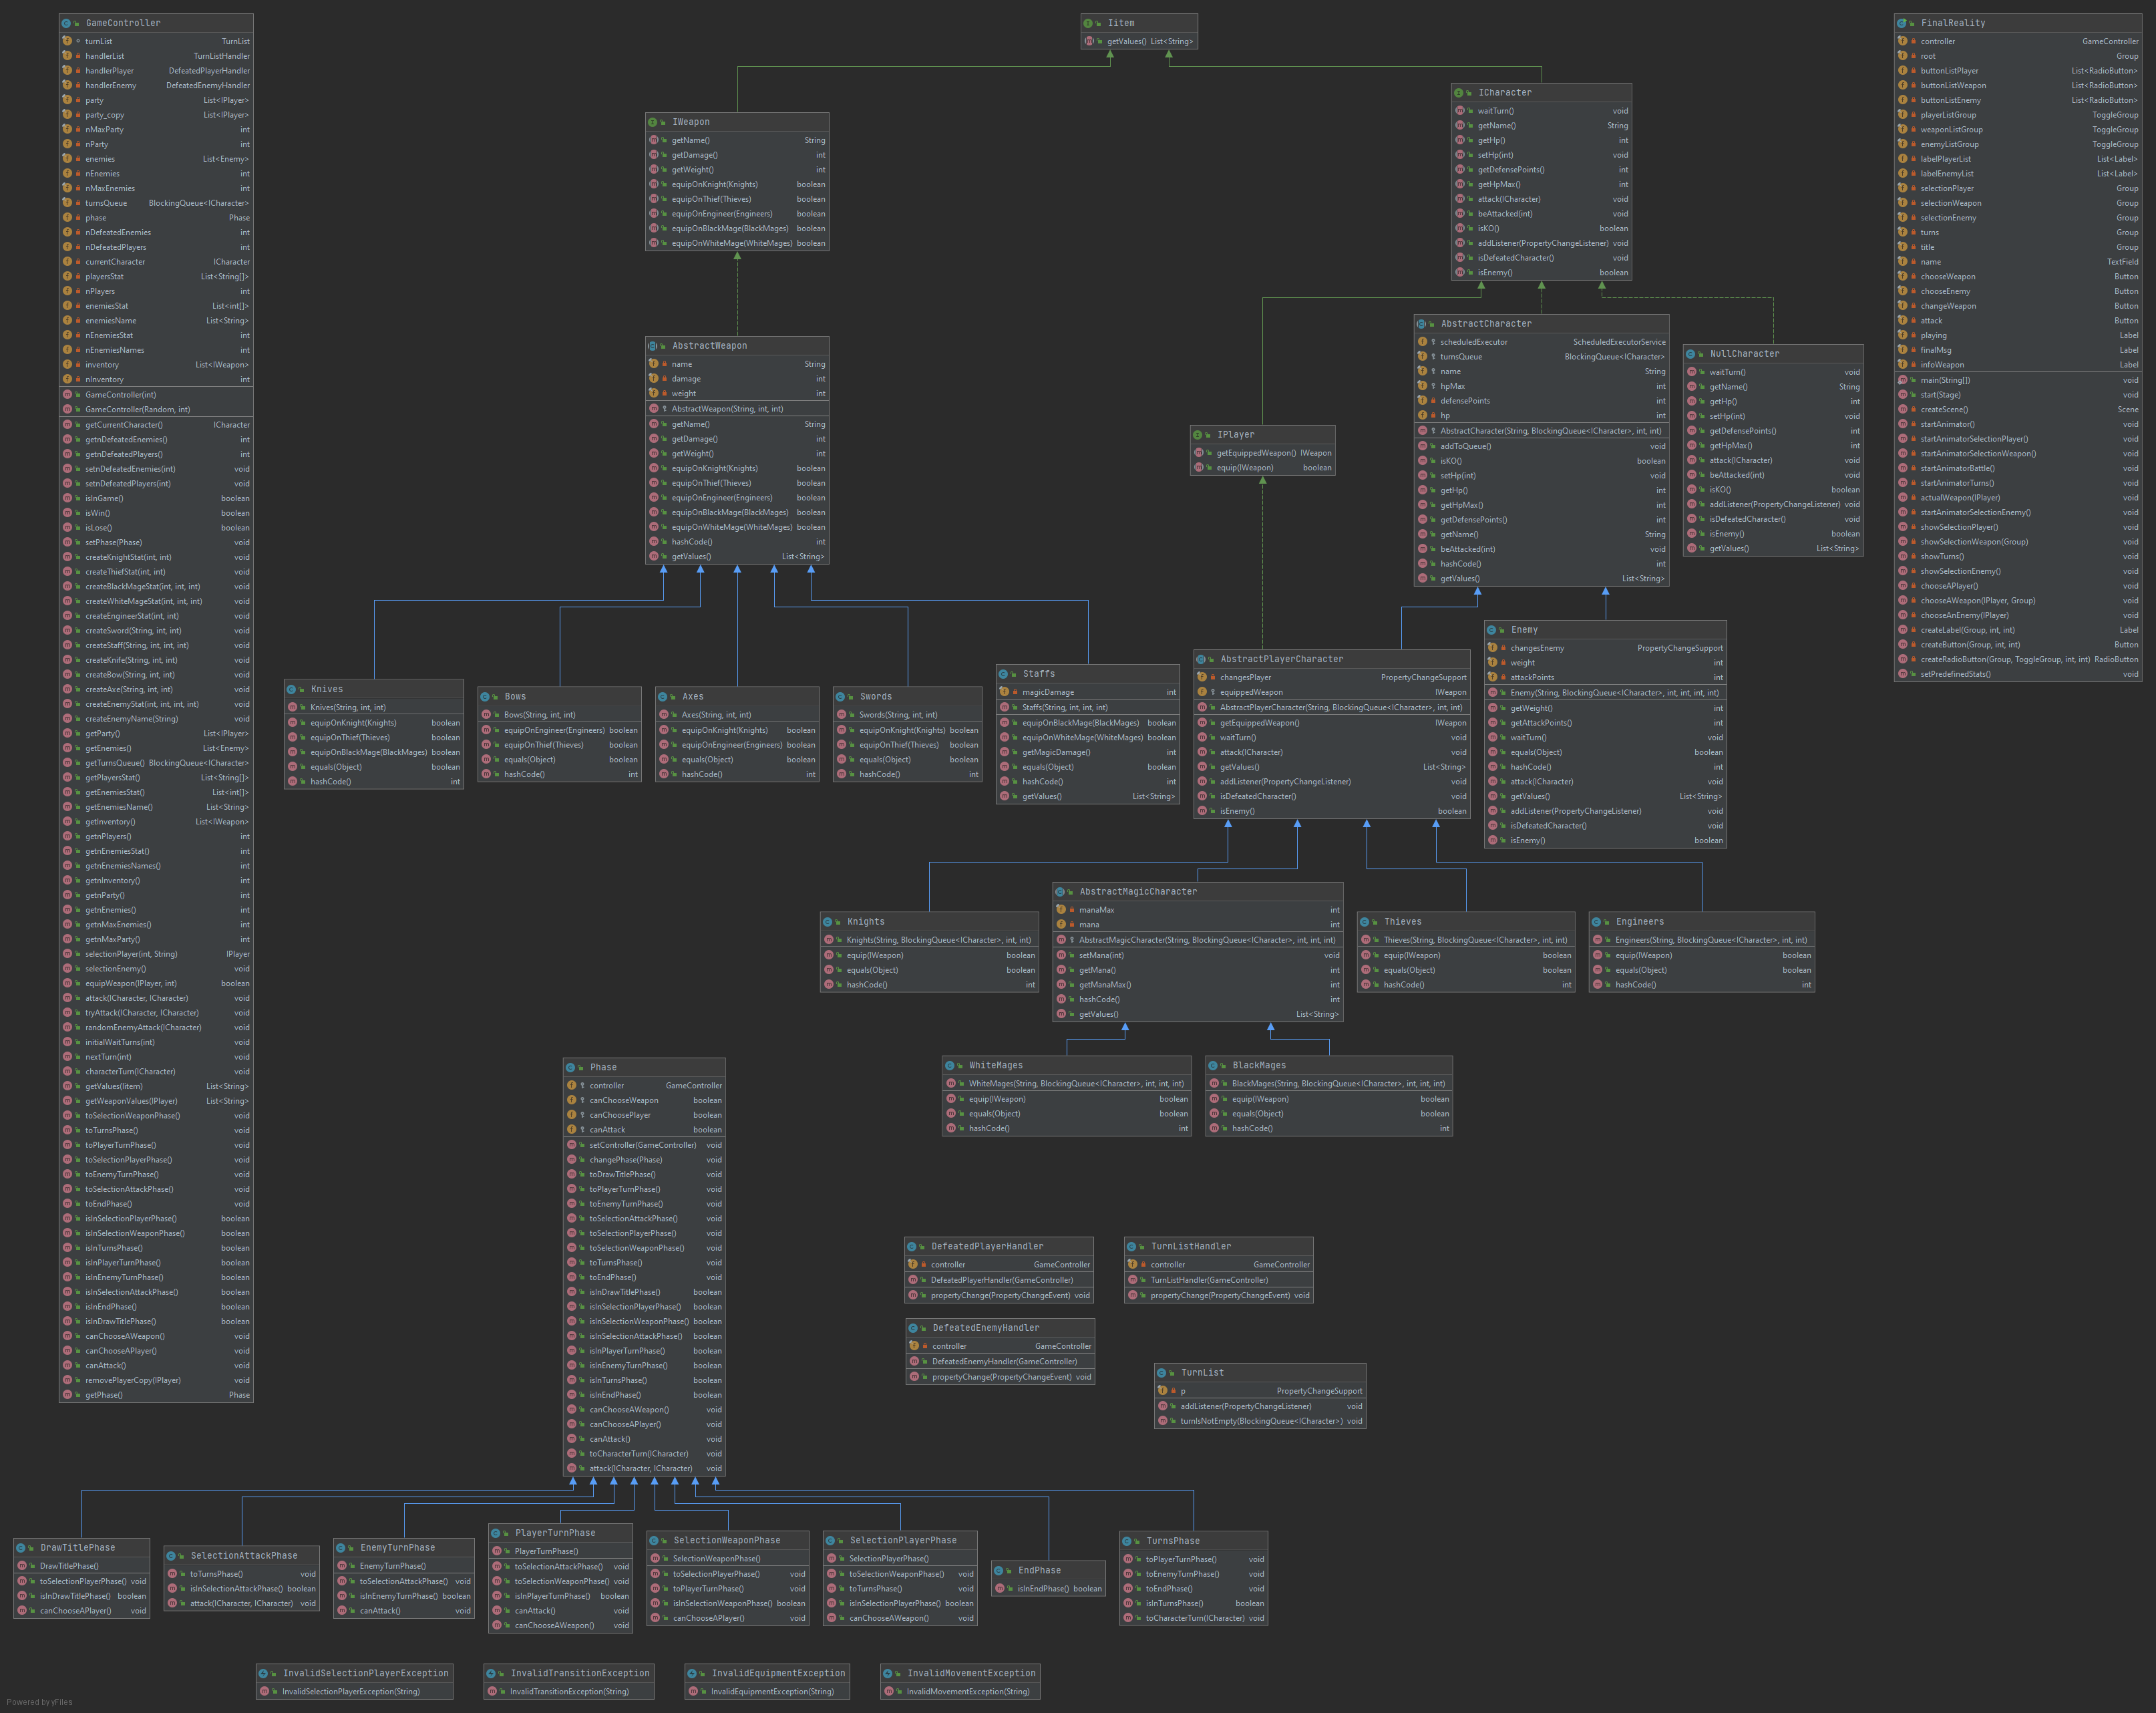 GameController
turnList TurnList
handlerList TurnListHandler
handlerPlayer DefeatedPlayerHandler
handlerEnemy DefeatedEnemyHandler
party List<IPlayer>
party_copy List<IPlayer>
nMaxParty int
nParty int
enemies List<Enemy>
nEnemies int
nMaxEnemies int
turnsQueue BlockingQueue<ICharacter>
phase Phase
nDefeatedEnemies int
nDefeatedPlayers int
currentCharacter ICharacter
playersStat List<String[]>
nPlayers int
enemiesStat List<int[]>
enemiesName List<String>
nEnemiesStat int
nEnemiesNames int
inventory List<IWeapon>
nInventory int
GameController(int)
GameController(Random, int)
getCurrentCharacter() ICharacter
getnDefeatedEnemies() int
getnDefeatedPlayers() int
setnDefeatedEnemies(int) void
setnDefeatedPlayers(int) void
isInGame() boolean
isWin() boolean
isLose() boolean
setPhase(Phase) void
createKnightStat(int, int) void
createThiefStat(int, int) void
createBlackMageStat(int, int, int) void
createWhiteMageStat(int, int, int) void
createEngineerStat(int, int) void
createSword(String, int, int) void
createStaff(String, int, int, int) void
createKnife(String, int, int) void
createBow(String, int, int) void
createAxe(String, int, int) void
createEnemyStat(int, int, int, int) void
createEnemyName(String) void
getParty() List<IPlayer>
getEnemies() List<Enemy>
getTurnsQueue() BlockingQueue<ICharacter>
getPlayersStat() List<String[]>
getEnemiesStat() List<int[]>
getEnemiesName() List<String>
getInventory() List<IWeapon>
getnPlayers() int
getnEnemiesStat() int
getnEnemiesNames() int
getnInventory() int
getnParty() int
getnEnemies() int
getnMaxEnemies() int
getnMaxParty() int
selectionPlayer(int, String) IPlayer
selectionEnemy() void
equipWeapon(IPlayer, int) boolean
attack(ICharacter, ICharacter) void
tryAttack(ICharacter, ICharacter) void
randomEnemyAttack(ICharacter) void
initialWaitTurns(int) void
nextTurn(int) void
characterTurn(ICharacter) void
getValues(Iitem) List<String>
getWeaponValues(IPlayer) List<String>
toSelectionWeaponPhase() void
toTurnsPhase() void
toPlayerTurnPhase() void
toSelectionPlayerPhase() void
toEnemyTurnPhase() void
toSelectionAttackPhase() void
toEndPhase() void
isInSelectionPlayerPhase() boolean
isInSelectionWeaponPhase() boolean
isInTurnsPhase() boolean
isInPlayerTurnPhase() boolean
isInEnemyTurnPhase() boolean
isInSelectionAttackPhase() boolean
isInEndPhase() boolean
isInDrawTitlePhase() boolean
canChooseAWeapon() void
canChooseAPlayer() void
canAttack() void
removePlayerCopy(IPlayer) void
getPhase() Phase
Iitem
getValues() List<String>
IWeapon
getName() String
getDamage() int
getWeight() int
equipOnKnight(Knights) boolean
equipOnThief(Thieves) boolean
equipOnEngineer(Engineers) boolean
equipOnBlackMage(BlackMages) boolean
equipOnWhiteMage(WhiteMages) boolean
ICharacter
waitTurn() void
getName() String
getHp() int
setHp(int) void
getDefensePoints() int
getHpMax() int
attack(ICharacter) void
beAttacked(int) void
isKO() boolean
addListener(PropertyChangeListener) void
isDefeatedCharacter() void
isEnemy() boolean
FinalReality
controller GameController
root Group
buttonListPlayer List<RadioButton>
buttonListWeapon List<RadioButton>
buttonListEnemy List<RadioButton>
playerListGroup ToggleGroup
weaponListGroup ToggleGroup
enemyListGroup ToggleGroup
labelPlayerList List<Label>
labelEnemyList List<Label>
selectionPlayer Group
selectionWeapon Group
selectionEnemy Group
turns Group
title Group
name TextField
chooseWeapon Button
chooseEnemy Button
changeWeapon Button
attack Button
playing Label
finalMsg Label
infoWeapon Label
main(String[]) void
start(Stage) void
createScene() Scene
startAnimator() void
startAnimatorSelectionPlayer() void
startAnimatorSelectionWeapon() void
startAnimatorBattle() void
startAnimatorTurns() void
actualWeapon(IPlayer) void
startAnimatorSelectionEnemy() void
showSelectionPlayer() void
showSelectionWeapon(Group) void
showTurns() void
showSelectionEnemy() void
chooseAPlayer() void
chooseAWeapon(IPlayer, Group) void
chooseAnEnemy(IPlayer) void
createLabel(Group, int, int) Label
createButton(Group, int, int) Button
createRadioButton(Group, ToggleGroup, int, int) RadioButton
setPredefinedStats() void
AbstractWeapon
name String
damage int
weight int
AbstractWeapon(String, int, int)
getName() String
getDamage() int
getWeight() int
equipOnKnight(Knights) boolean
equipOnThief(Thieves) boolean
equipOnEngineer(Engineers) boolean
equipOnBlackMage(BlackMages) boolean
equipOnWhiteMage(WhiteMages) boolean
hashCode() int
getValues() List<String>
IPlayer
getEquippedWeapon() IWeapon
equip(IWeapon) boolean
AbstractCharacter
scheduledExecutor ScheduledExecutorService
turnsQueue BlockingQueue<ICharacter>
name String
hpMax int
defensePoints int
hp int
AbstractCharacter(String, BlockingQueue<ICharacter>, int, int)
addToQueue() void
isKO() boolean
setHp(int) void
getHp() int
getHpMax() int
getDefensePoints() int
getName() String
beAttacked(int) void
hashCode() int
getValues() List<String>
NullCharacter
waitTurn() void
getName() String
getHp() int
setHp(int) void
getDefensePoints() int
getHpMax() int
attack(ICharacter) void
beAttacked(int) void
isKO() boolean
addListener(PropertyChangeListener) void
isDefeatedCharacter() void
isEnemy() boolean
getValues() List<String>
Knives
Knives(String, int, int)
equipOnKnight(Knights) boolean
equipOnThief(Thieves) boolean
equipOnBlackMage(BlackMages) boolean
equals(Object) boolean
hashCode() int
Bows
Bows(String, int, int)
equipOnEngineer(Engineers) boolean
equipOnThief(Thieves) boolean
equals(Object) boolean
hashCode() int
Axes
Axes(String, int, int)
equipOnKnight(Knights) boolean
equipOnEngineer(Engineers) boolean
equals(Object) boolean
hashCode() int
Swords
Swords(String, int, int)
equipOnKnight(Knights) boolean
equipOnThief(Thieves) boolean
equals(Object) boolean
hashCode() int
Staffs
magicDamage int
Staffs(String, int, int, int)
equipOnBlackMage(BlackMages) boolean
equipOnWhiteMage(WhiteMages) boolean
getMagicDamage() int
equals(Object) boolean
hashCode() int
getValues() List<String>
AbstractPlayerCharacter
changesPlayer PropertyChangeSupport
equippedWeapon IWeapon
AbstractPlayerCharacter(String, BlockingQueue<ICharacter>, int, int)
getEquippedWeapon() IWeapon
waitTurn() void
attack(ICharacter) void
getValues() List<String>
addListener(PropertyChangeListener) void
isDefeatedCharacter() void
isEnemy() boolean
Enemy
changesEnemy PropertyChangeSupport
weight int
attackPoints int
Enemy(String, BlockingQueue<ICharacter>, int, int, int, int)
getWeight() int
getAttackPoints() int
waitTurn() void
equals(Object) boolean
hashCode() int
attack(ICharacter) void
getValues() List<String>
addListener(PropertyChangeListener) void
isDefeatedCharacter() void
isEnemy() boolean
Knights
Knights(String, BlockingQueue<ICharacter>, int, int)
equip(IWeapon) boolean
equals(Object) boolean
hashCode() int
AbstractMagicCharacter
manaMax int
mana int
AbstractMagicCharacter(String, BlockingQueue<ICharacter>, int, int, int)
setMana(int) void
getMana() int
getManaMax() int
hashCode() int
getValues() List<String>
Thieves
Thieves(String, BlockingQueue<ICharacter>, int, int)
equip(IWeapon) boolean
equals(Object) boolean
hashCode() int
Engineers
Engineers(String, BlockingQueue<ICharacter>, int, int)
equip(IWeapon) boolean
equals(Object) boolean
hashCode() int
WhiteMages
WhiteMages(String, BlockingQueue<ICharacter>, int, int, int)
equip(IWeapon) boolean
equals(Object) boolean
hashCode() int
BlackMages
BlackMages(String, BlockingQueue<ICharacter>, int, int, int)
equip(IWeapon) boolean
equals(Object) boolean
hashCode() int
Phase
controller GameController
canChooseWeapon boolean
canChoosePlayer boolean
canAttack boolean
setController(GameController) void
changePhase(Phase) void
toDrawTitlePhase() void
toPlayerTurnPhase() void
toEnemyTurnPhase() void
toSelectionAttackPhase() void
toSelectionPlayerPhase() void
toSelectionWeaponPhase() void
toTurnsPhase() void
toEndPhase() void
isInDrawTitlePhase() boolean
isInSelectionPlayerPhase() boolean
isInSelectionWeaponPhase() boolean
isInSelectionAttackPhase() boolean
isInPlayerTurnPhase() boolean
isInEnemyTurnPhase() boolean
isInTurnsPhase() boolean
isInEndPhase() boolean
canChooseAWeapon() void
canChooseAPlayer() void
canAttack() void
toCharacterTurn(ICharacter) void
attack(ICharacter, ICharacter) void
DefeatedPlayerHandler
controller GameController
DefeatedPlayerHandler(GameController)
propertyChange(PropertyChangeEvent) void
TurnListHandler
controller GameController
TurnListHandler(GameController)
propertyChange(PropertyChangeEvent) void
DefeatedEnemyHandler
controller GameController
DefeatedEnemyHandler(GameController)
propertyChange(PropertyChangeEvent) void
TurnList
p PropertyChangeSupport
addListener(PropertyChangeListener) void
turnIsNotEmpty(BlockingQueue<ICharacter>) void
DrawTitlePhase
DrawTitlePhase()
toSelectionPlayerPhase() void
isInDrawTitlePhase() boolean
canChooseAPlayer() void
SelectionAttackPhase
toTurnsPhase() void
isInSelectionAttackPhase() boolean
attack(ICharacter, ICharacter) void
EnemyTurnPhase
EnemyTurnPhase()
toSelectionAttackPhase() void
isInEnemyTurnPhase() boolean
canAttack() void
PlayerTurnPhase
PlayerTurnPhase()
toSelectionAttackPhase() void
toSelectionWeaponPhase() void
isInPlayerTurnPhase() boolean
canAttack() void
canChooseAWeapon() void
SelectionWeaponPhase
SelectionWeaponPhase()
toSelectionPlayerPhase() void
toPlayerTurnPhase() void
isInSelectionWeaponPhase() boolean
canChooseAPlayer() void
SelectionPlayerPhase
SelectionPlayerPhase()
toSelectionWeaponPhase() void
toTurnsPhase() void
isInSelectionPlayerPhase() boolean
canChooseAWeapon() void
EndPhase
isInEndPhase() boolean
TurnsPhase
toPlayerTurnPhase() void
toEnemyTurnPhase() void
toEndPhase() void
isInTurnsPhase() boolean
toCharacterTurn(ICharacter) void
InvalidSelectionPlayerException
InvalidSelectionPlayerException(String)
InvalidTransitionException
InvalidTransitionException(String)
InvalidEquipmentException
InvalidEquipmentException(String)
InvalidMovementException
InvalidMovementException(String)
Powered by yFiles